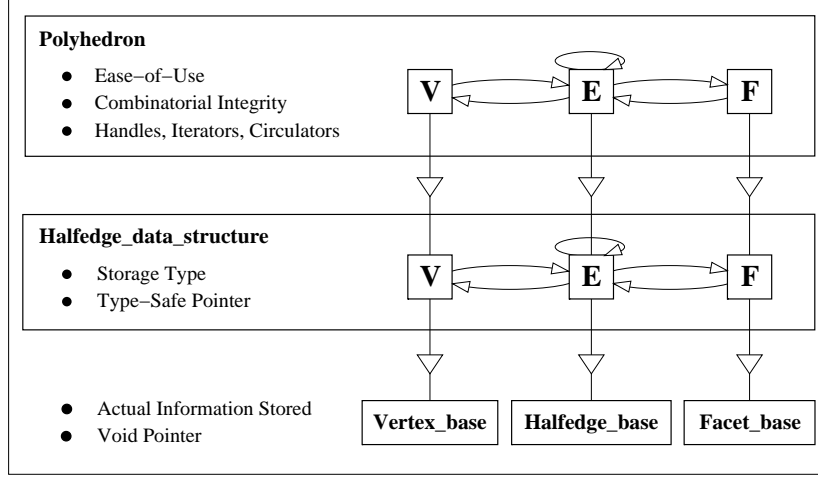 Polyhedron
● Ease−of−Use
● Combinatorial Integrity
● Handles, Iterators, Circulators
V E F
Halfedge_data_structure
● Storage Type
● Type−Safe Pointer
V E F
● Actual Information Stored
● Void Pointer
Vertex_base Halfedge_base Facet_base